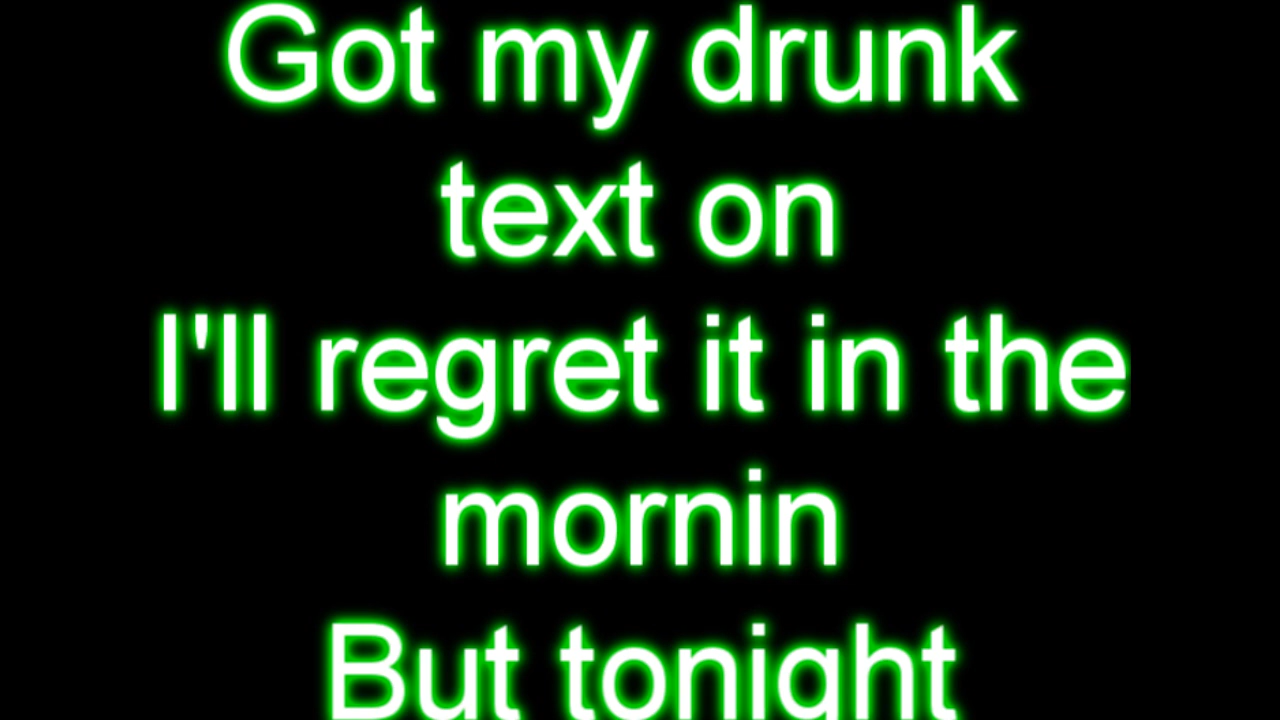 Got my drunk
text on
I'll regret it in the
mornin
But tonight